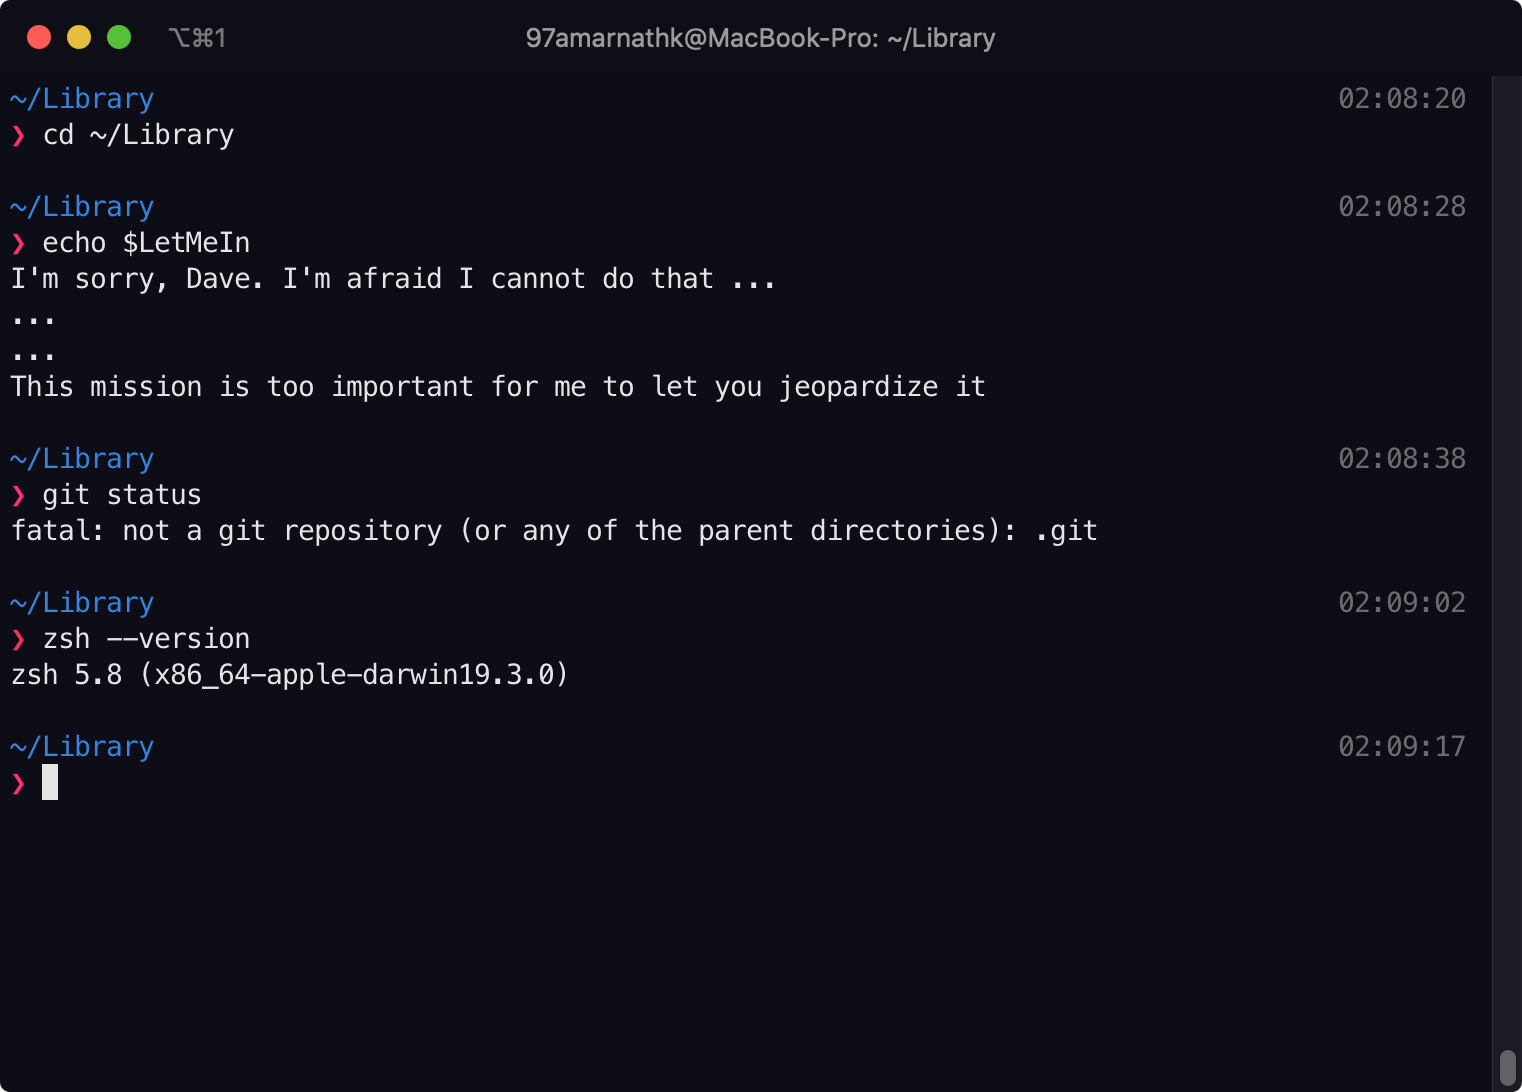 ⌥⌘1 97amarnathk@MacBook-Pro: ~/Library
~/Library 02:08:20
❯ cd ~/Library
~/Library 02:08:28
❯ echo $LetMeIn
I'm sorry, Dave. I'm afraid I cannot do that ...
...
...
This mission is too important for me to let you jeopardize it
~/Library 02:08:38
❯ git status
fatal: not a git repository (or any of the parent directories): .git
~/Library 02:09:02
❯ zsh --version
zsh 5.8 (x86_64-apple-darwin19.3.0)
~/Library 02:09:17
❯